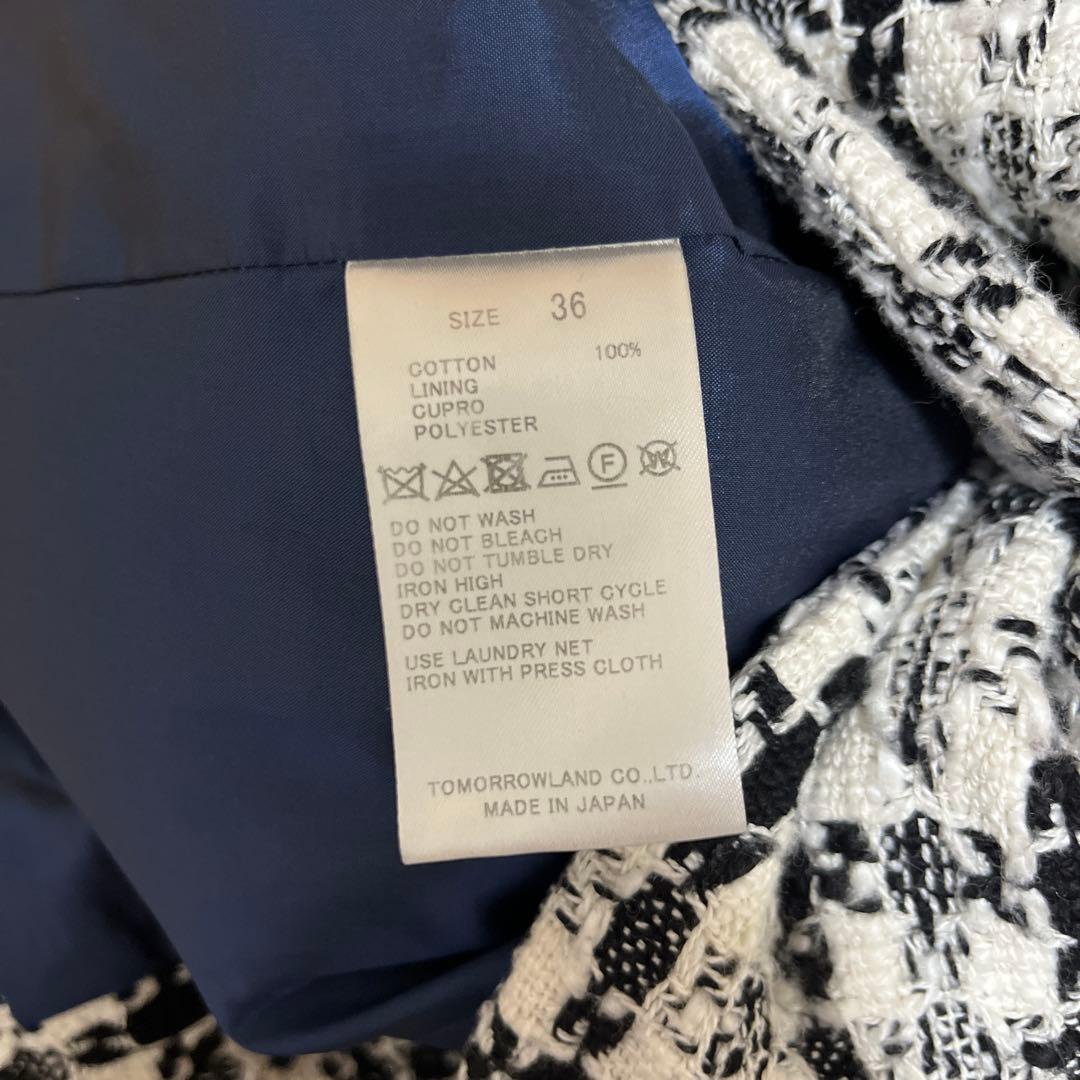 SIZE 36
COTTON 100%
LINING
CUPRO
POLYESTER
F W
DO NOT WASH
DO NOT BLEACH
DO NOT TUMBLE DRY
IRON HIGH
DRY CLEAN SHORT CYCLE
DO NOT MACHINE WASH
USE LAUNDRY NET
IRON WITH PRESS CLOTH
TOMORROWLAND CO.,LTD.
MADE IN JAPAN